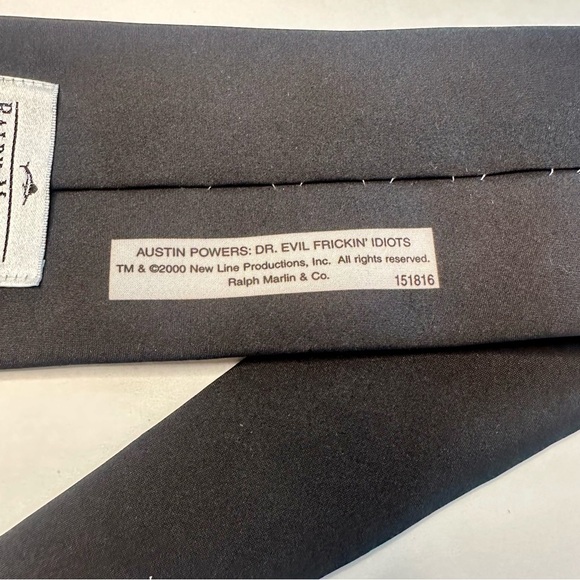 AUSTIN POWERS: DR. EVIL FRICKIN' IDIOTS
TM & ©2000 New Line Productions, Inc. All rights reserved.
Ralph Marlin & Co.
151816